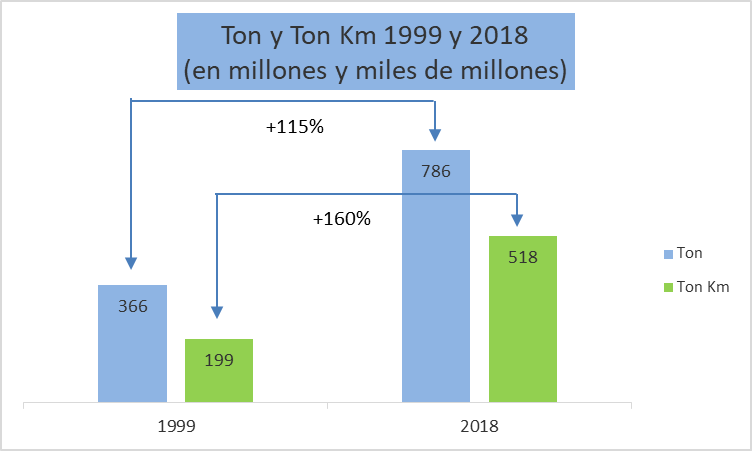 Ton y Ton Km 1999 y 2018
(en millones y miles de millones)
+115%
786
+160%
518
366
199
Ton
Ton Km
1999
2018